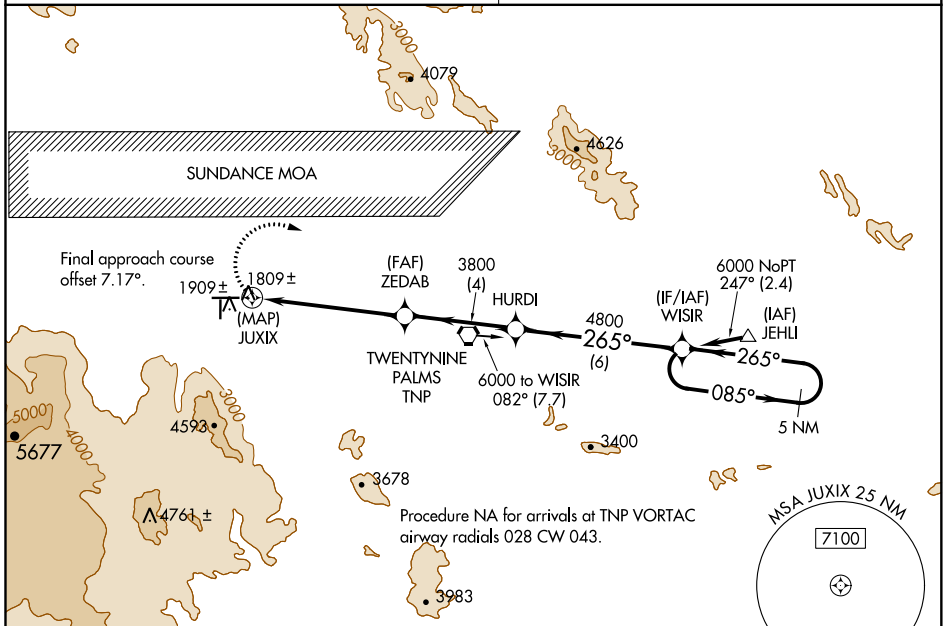 3000
4079
4626
3000
SUNDANCE MOA
Final approach course
offset 7.17°.
1909 ±
1809 ±
(MAP)
JUXIX
(FAF)
ZEDAB
3800
(4)
HURDI
4800
265°
(6)
(IF/IAF)
WISIR
6000 NoPT
247° (2.4)
(IAF)
JEHLI
265°
085°
5 NM
TWENTYNINE
PALMS
TNP
6000 to WISIR
082° (7.7)
3000
5000
4000
5677
4593
4761 ±
3678
3400
3983
Procedure NA for arrivals at TNP VORTAC
airway radials 028 CW 043.
MSA JUXIX 25 NM
7100